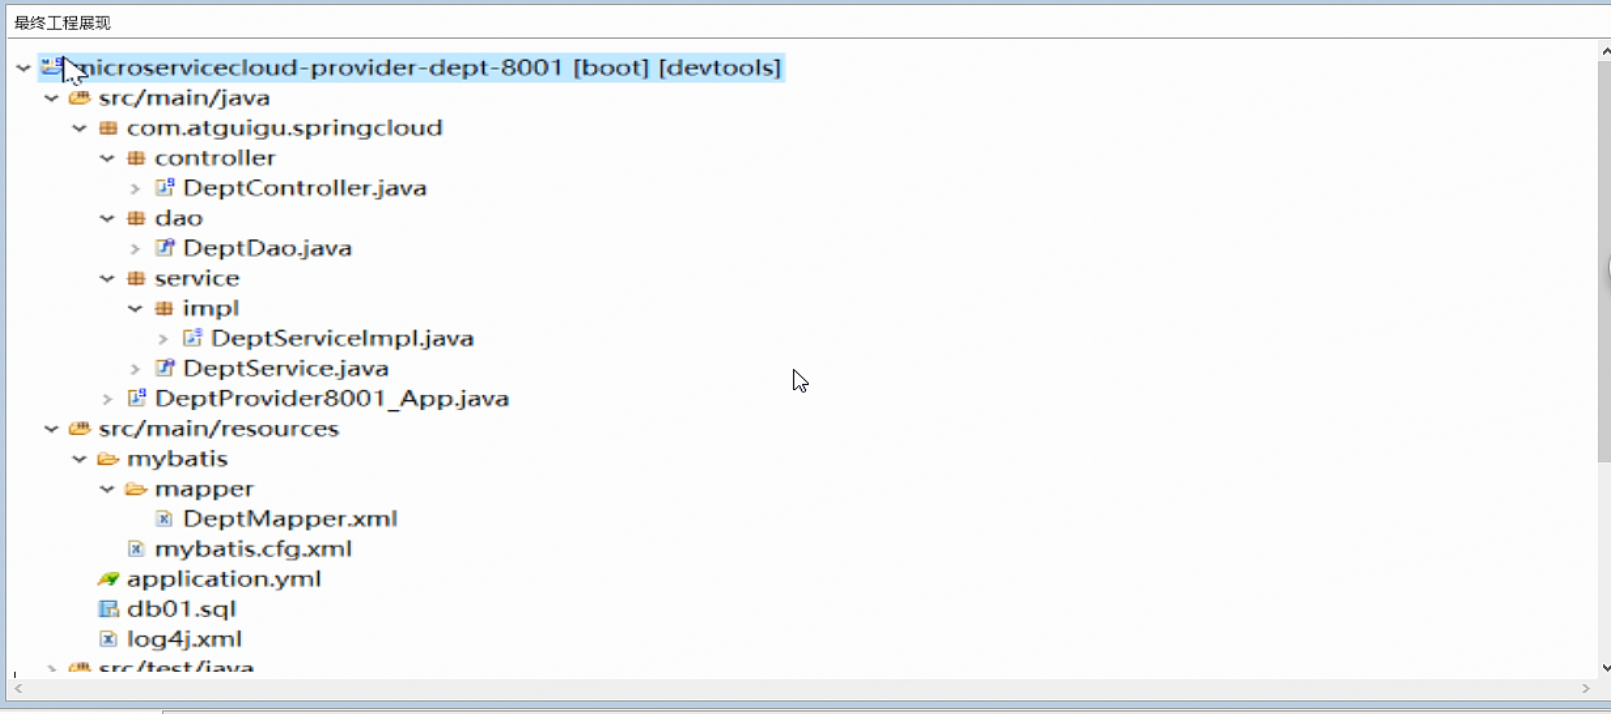 最终工程展现
microservicecloud-provider-dept-8001 [boot] [devtools]
src/main/java
com.atguigu.springcloud
controller
DeptController.java
dao
DeptDao.java
service
impl
DeptServiceImpl.java
DeptService.java
DeptProvider8001_App.java
src/main/resources
mybatis
mapper
DeptMapper.xml
mybatis.cfg.xml
application.yml
db01.sql
log4j.xml
src/test/java